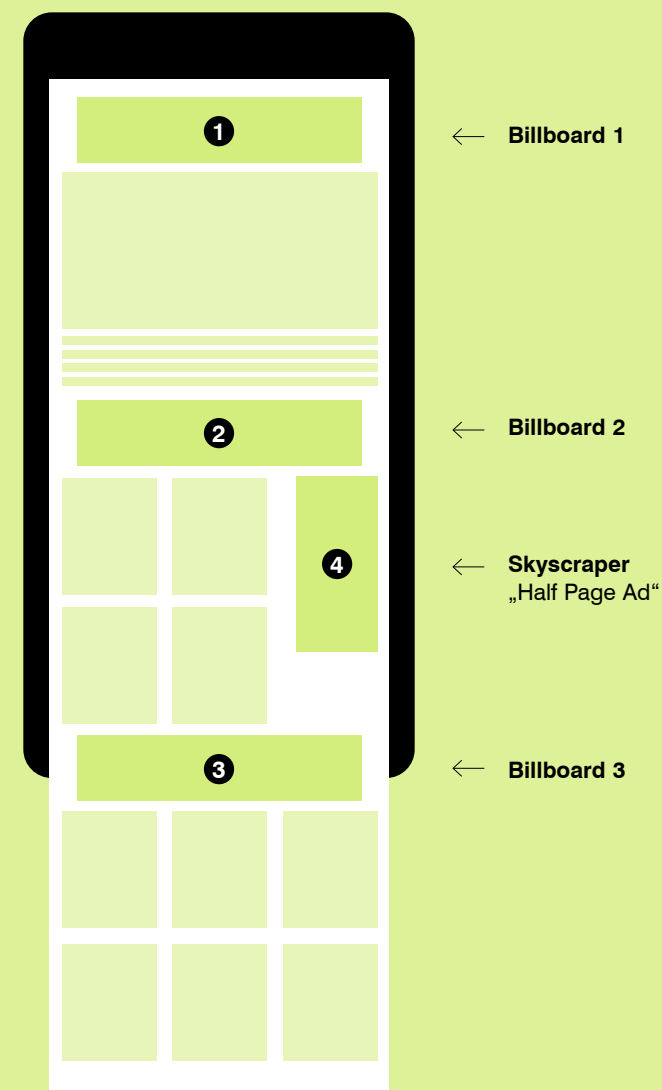 1
Billboard 1
2
Billboard 2
4
Skyscraper
„Half Page Ad“
3
Billboard 3